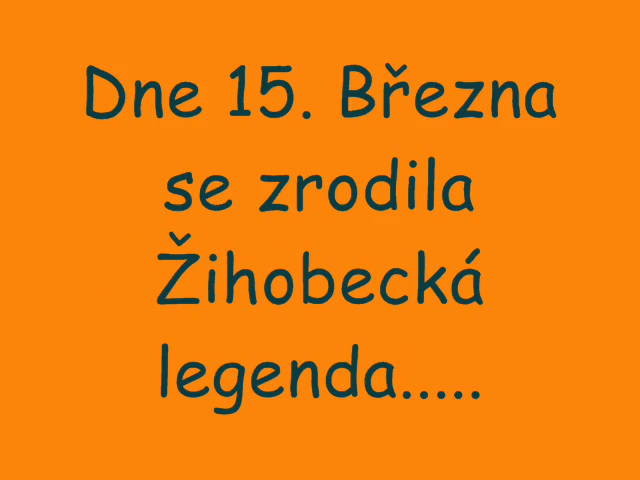 Dne 15. Března
se zrodila
Žihobecká
legenda.....